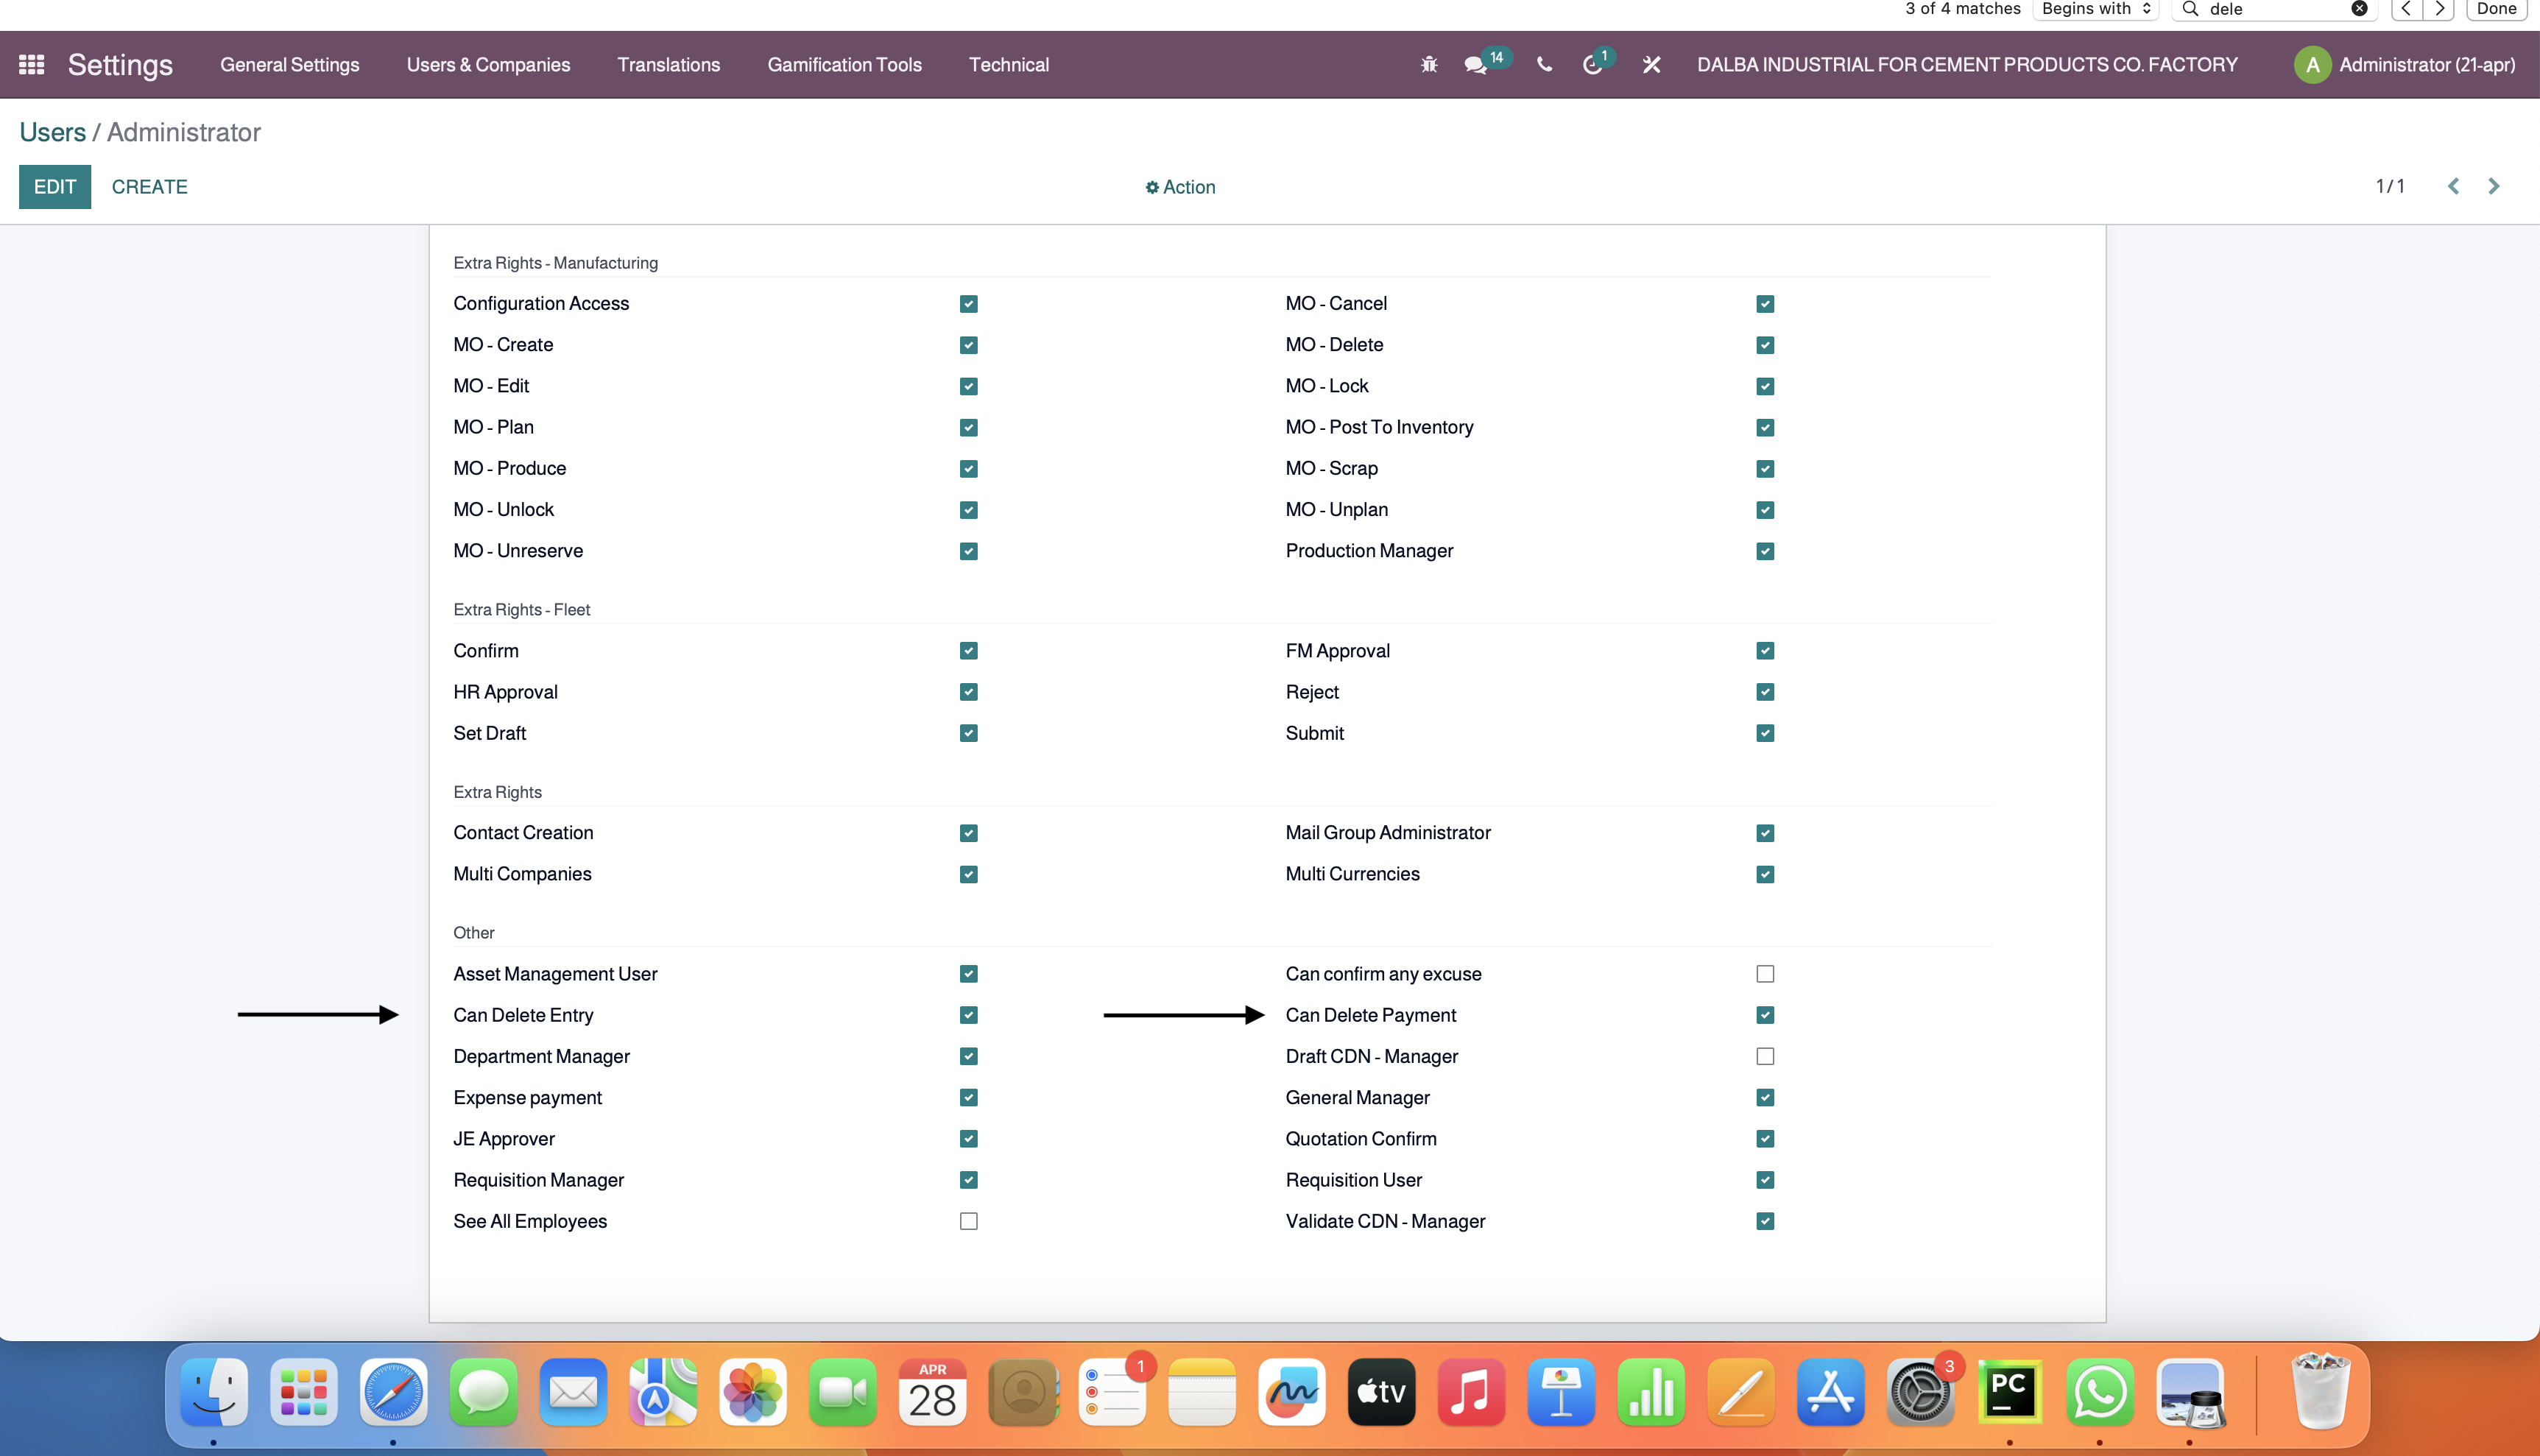 3 of 4 matches Begins with dele Done
Settings General Settings Users & Companies Translations Gamification Tools Technical 14 1 DALBA INDUSTRIAL FOR CEMENT PRODUCTS CO. FACTORY A Administrator (21-apr)
Users / Administrator
EDIT CREATE Action 1 / 1
Extra Rights - Manufacturing
Configuration Access MO - Cancel
MO - Create MO - Delete
MO - Edit MO - Lock
MO - Plan MO - Post To Inventory
MO - Produce MO - Scrap
MO - Unlock MO - Unplan
MO - Unreserve Production Manager
Extra Rights - Fleet
Confirm FM Approval
HR Approval Reject
Set Draft Submit
Extra Rights
Contact Creation Mail Group Administrator
Multi Companies Multi Currencies
Other
Asset Management User Can confirm any excuse
Can Delete Entry Can Delete Payment
Department Manager Draft CDN - Manager
Expense payment General Manager
JE Approver Quotation Confirm
Requisition Manager Requisition User
See All Employees Validate CDN - Manager
APR 1 3
28 tv PC